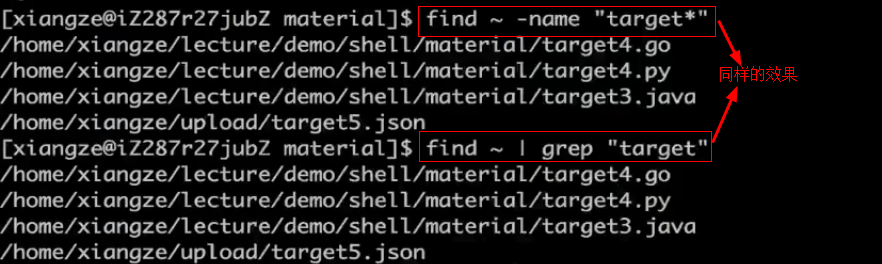 [xiangze@iZ287r27jubZ material]$ find ~ -name "target*"
/home/xiangze/lecture/demo/shell/material/target4.go
/home/xiangze/lecture/demo/shell/material/target4.py
同样的效果
/home/xiangze/lecture/demo/shell/material/target3.java
/home/xiangze/upload/target5.json
[xiangze@iZ287r27jubZ material]$ find ~ | grep "target"
/home/xiangze/lecture/demo/shell/material/target4.go
/home/xiangze/lecture/demo/shell/material/target4.py
/home/xiangze/lecture/demo/shell/material/target3.java
/home/xiangze/upload/target5.json